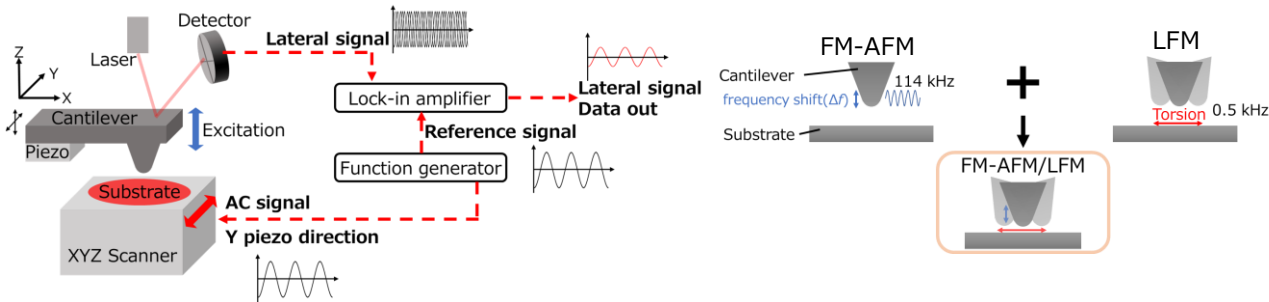 Detector
Laser
Z
Y
X
Cantilever
Piezo
Excitation
Substrate
XYZ Scanner
Lateral signal
Lock-in amplifier
Lateral signal
Data out
Reference signal
Function generator
AC signal
Y piezo direction
FM-AFM
Cantilever
114 kHz
frequency shift(Δf)
Substrate
+
LFM
Torsion
0.5 kHz
FM-AFM/LFM